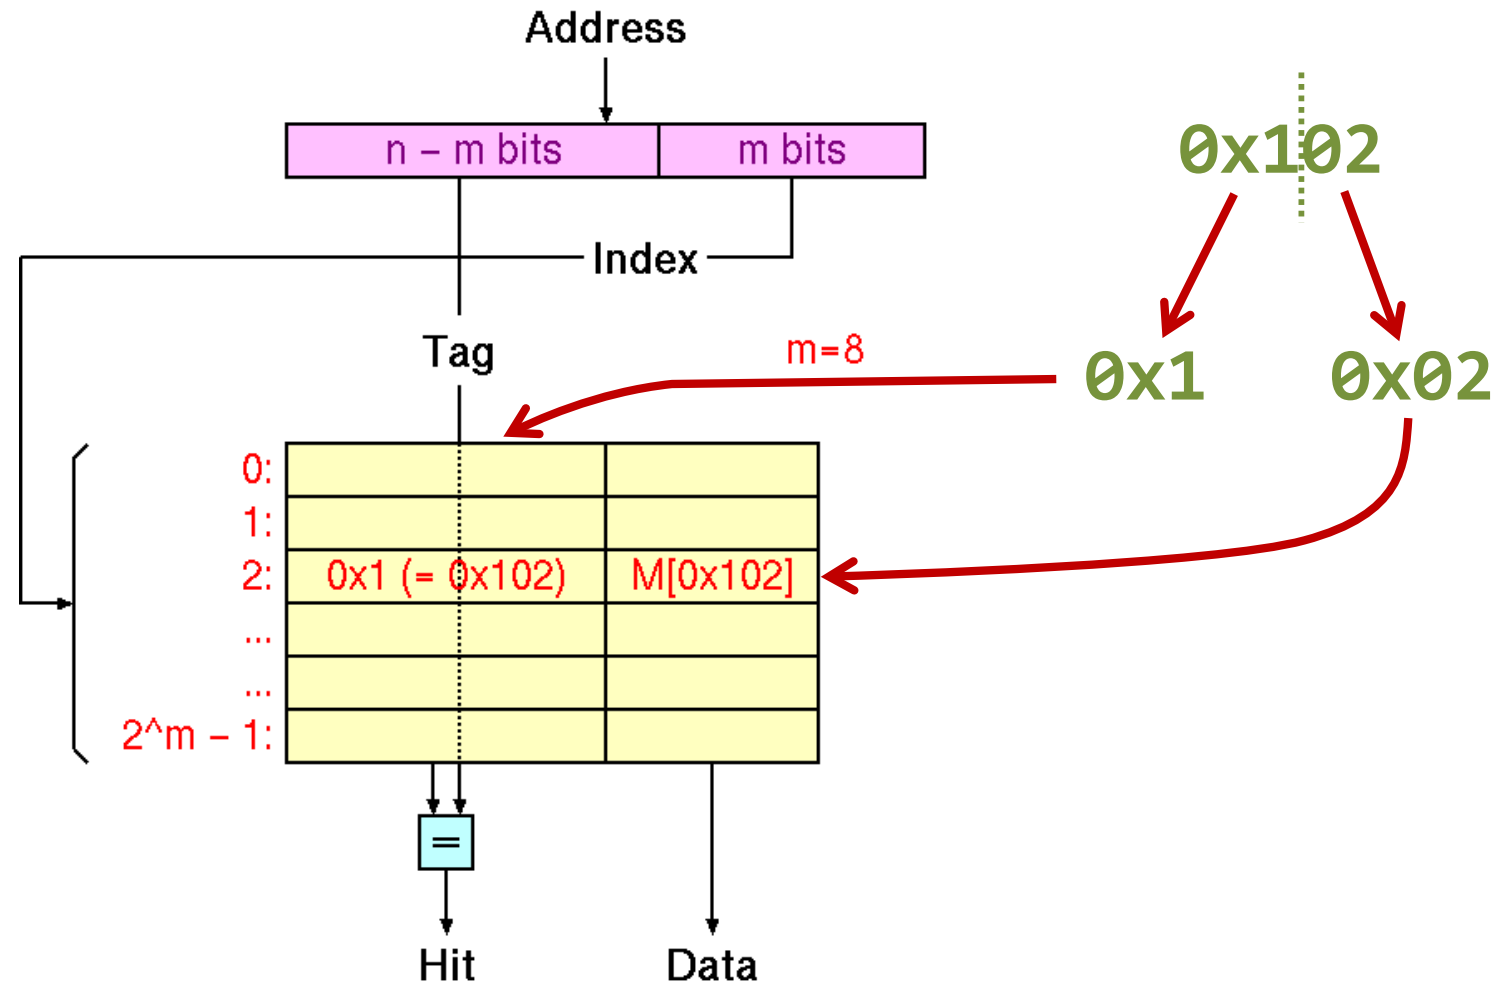 Address
n – m bits
m bits
0x102
Index
Tag
m=8
0x1
0x02
0:
1:
2:
0x1 (= 0x102)
M[0x102]
...
...
2^m – 1:
=
Hit
Data